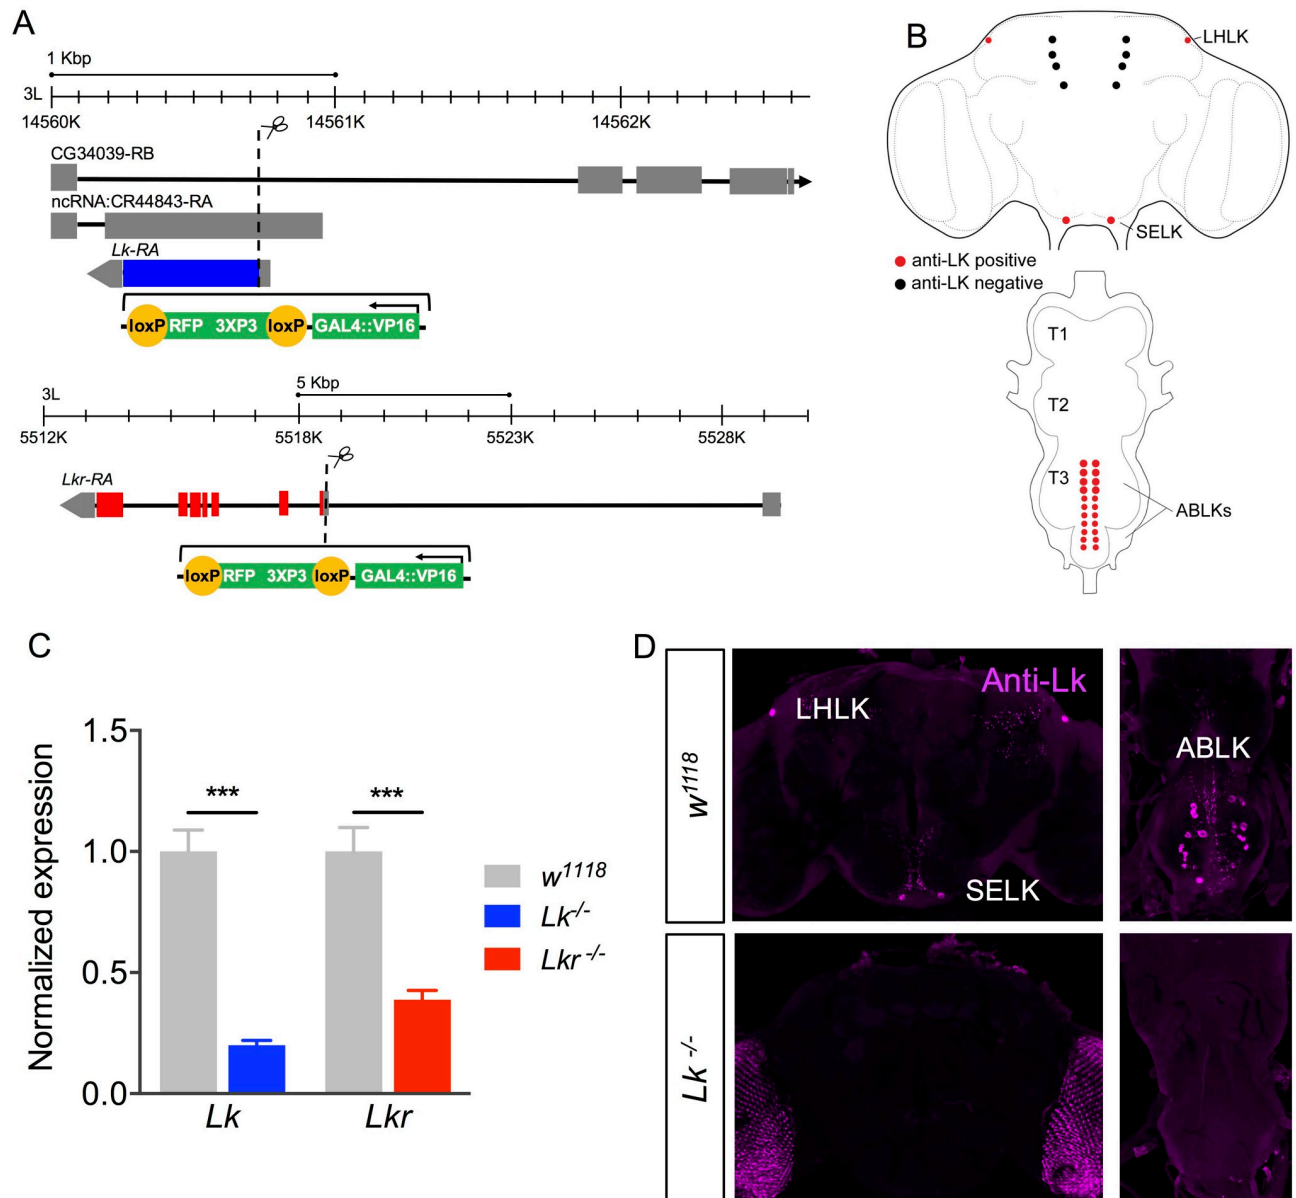 A
1 Kbp
3L
14560K 14561K 14562K
CG34039-RB
ncRNA:CR44843-RA
Lk-RA
loxP RFP 3XP3 loxP GAL4::VP16
5 Kbp
3L
5512K 5518K 5523K 5528K
Lkr-RA
loxP RFP 3XP3 loxP GAL4::VP16
B
LHLK
SELK
anti-LK positive
anti-LK negative
T1
T2
T3
ABLKs
C
Normalized expression
1.5
1.0
0.5
0.0
***
***
Lk
Lkr
w1118
Lk-/-
Lkr-/-
D
w1118
Anti-Lk
LHLK
SELK
ABLK
Lk-/-